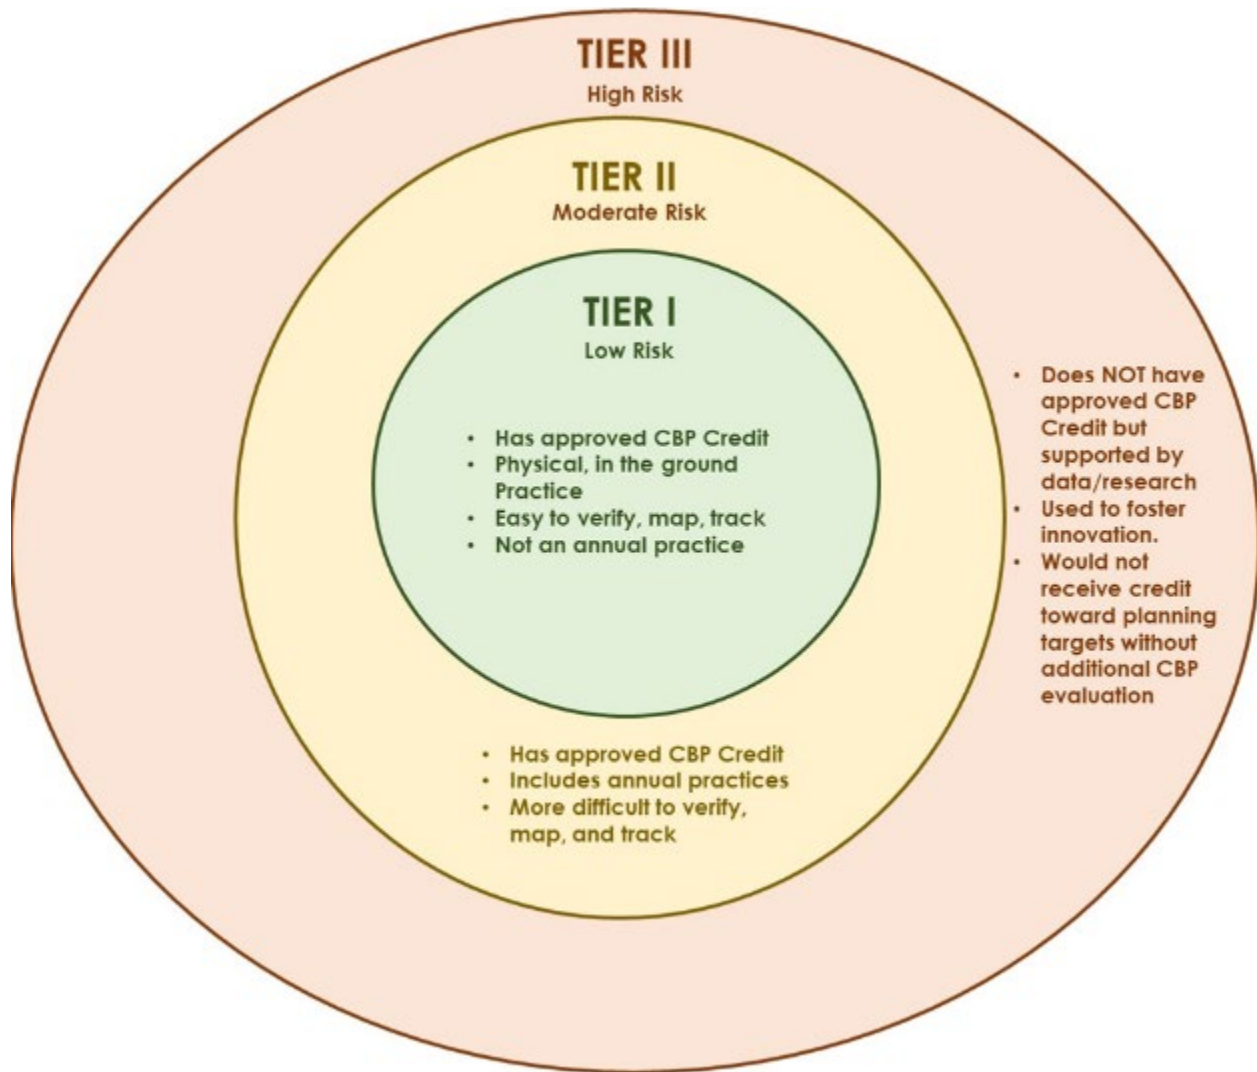 TIER III
High Risk
TIER II
Moderate Risk
TIER I
Low Risk
• Has approved CBP Credit
• Physical, in the ground
Practice
• Easy to verify, map, track
• Not an annual practice
• Has approved CBP Credit
• Includes annual practices
• More difficult to verify,
map, and track
• Does NOT have
approved CBP
Credit but
supported by
data/research
• Used to foster
innovation.
• Would not
receive credit
toward planning
targets without
additional CBP
evaluation